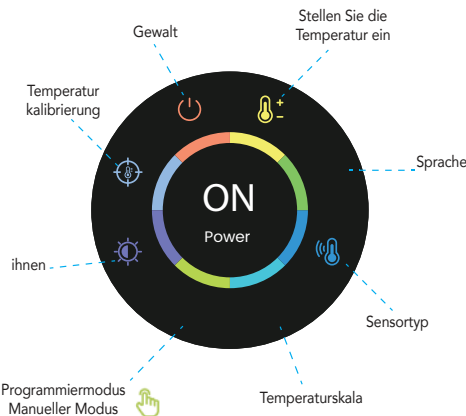 Gewalt
Stellen Sie die
Temperatur ein
Temperatur
kalibrierung
Sprache
ON
Power
ihnen
Sensortyp
Programmiermodus
Manueller Modus
Temperaturskala